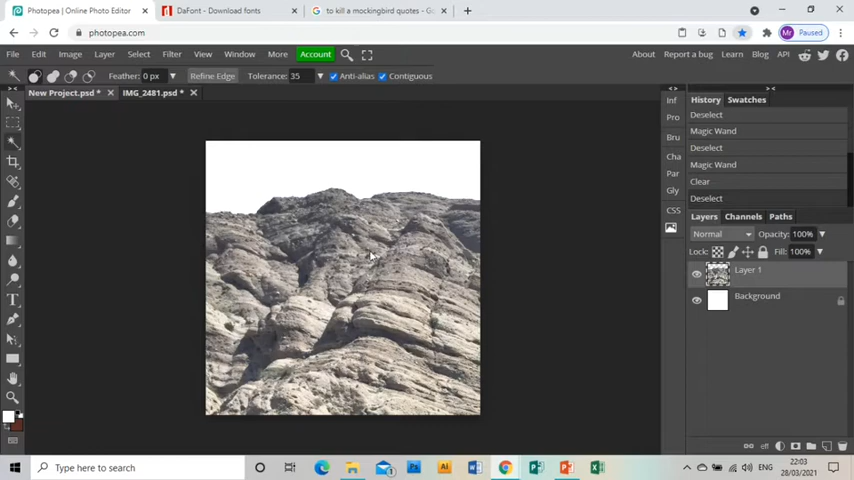 Photopea | Online Photo Editor
DaFont - Download fonts
to kill a mockingbird quotes - Go
photopea.com
Mr
Paused
File Edit Image Layer Select Filter View Window More Account
About Report a bug Learn Blog API
Feather: 0 px Refine Edge Tolerance: 35 Anti-alias Contiguous
New Project.psd *
IMG_2481.psd *
Inf
Pro
Bru
Cha
Par
Gly
CSS
History Swatches
Deselect
Magic Wand
Deselect
Magic Wand
Clear
Deselect
Layers Channels Paths
Normal Opacity: 100%
Lock: Fill: 100%
Layer 1
Background
eff
Type here to search
ENG
22:03
28/03/2021